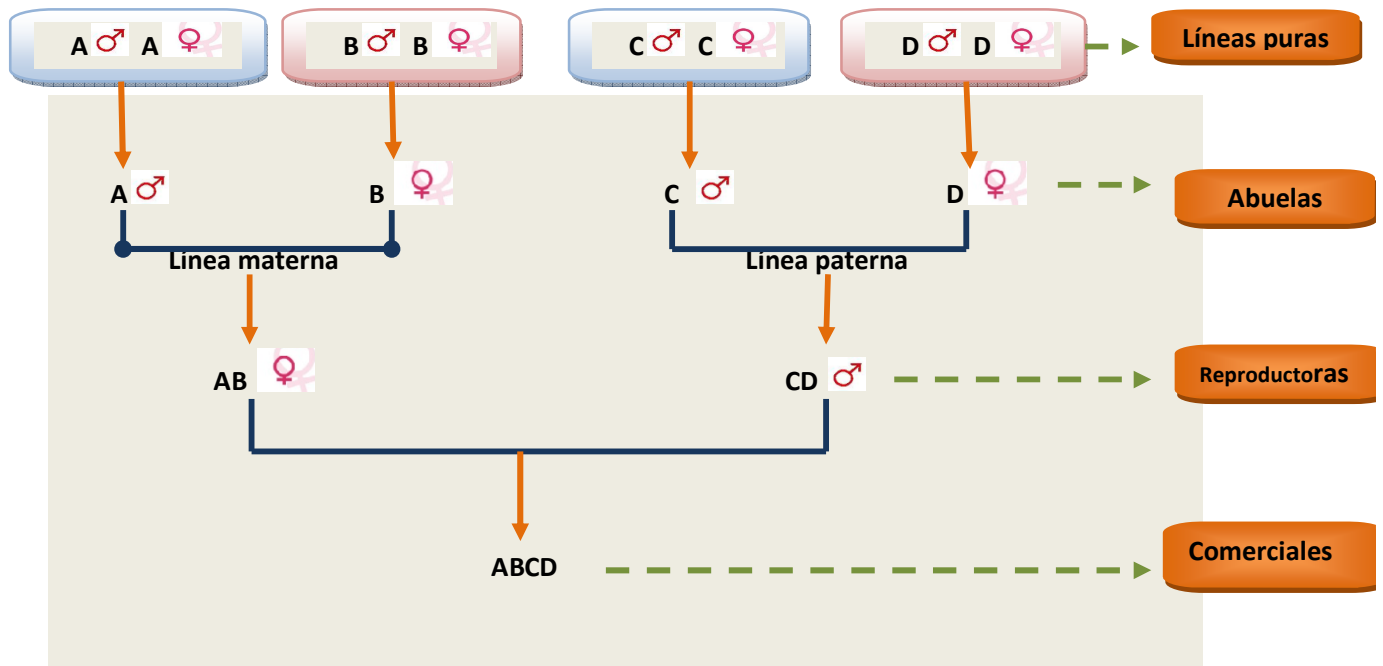 A ♂ A ♀
B ♂ B ♀
C ♂ C ♀
D ♂ D ♀
Líneas puras
A ♂
B ♀
C ♂
D ♀
Abuelas
Línea materna
Línea paterna
AB ♀
CD ♂
Reproductoras
ABCD
Comerciales